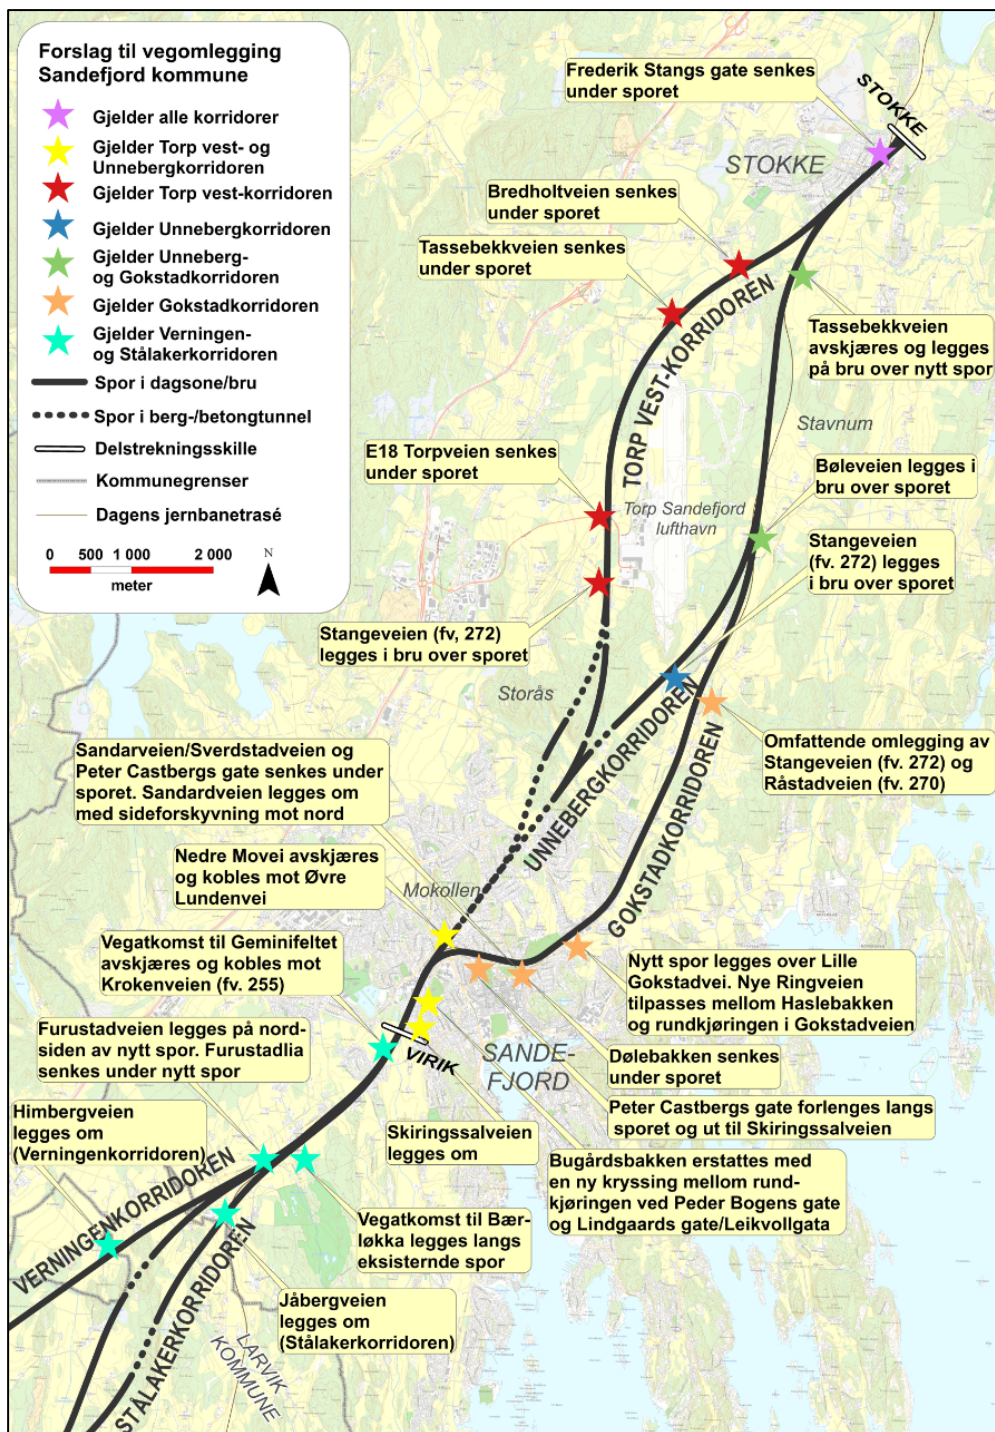 Forslag til vegomlegging
Sandefjord kommune
Gjelder alle korridorer
Gjelder Torp vest- og
Unnebergkorridoren
Gjelder Torp vest-korridoren
Gjelder Unnebergkorridoren
Gjelder Unneberg-
og Gokstadkorridoren
Gjelder Gokstadkorridoren
Gjelder Verningen-
og Stålakerkorridoren
Spor i dagsone/bru
Spor i berg-/betongtunnel
Delstrekningsskille
Kommunegrenser
Dagens jernbanetrasé
0 500 1 000 2 000
meter
N
Frederik Stangs gate senkes
under sporet
STOKKE
STOKKE
Bredholtveien senkes
under sporet
Tassebekkveien senkes
under sporet
TORP VEST-KORRIDOREN
Tassebekkveien
avskjæres og legges
på bru over nytt spor
Stavnum
E18 Torpveien senkes
under sporet
Bøleveien legges i
bru over sporet
Torp Sandefjord
lufthavn
Stangeveien
(fv. 272) legges
i bru over sporet
Stangeveien (fv, 272)
legges i bru over sporet
Storås
UNNEBERGKORRIDOREN
GOKSTADKORRIDOREN
Omfattende omlegging av
Stangeveien (fv. 272) og
Råstadveien (fv. 270)
Sandarveien/Sverdstadveien og
Peter Castbergs gate senkes under
sporet. Sandardveien legges om
med sideforskyvning mot nord
Nedre Movei avskjæres
og kobles mot Øvre
Lundenvei
Mokollen
Vegatkomst til Geminifeltet
avskjæres og kobles mot
Krokenveien (fv. 255)
Nytt spor legges over Lille
Gokstadvei. Nye Ringveien
tilpasses mellom Haslebakken
og rundkjøringen i Gokstadveien
Furustadveien legges på nord-
siden av nytt spor. Furustadlia
senkes under nytt spor
VIRIK
SANDE-
FJORD
Dølebakken senkes
under sporet
Peter Castbergs gate forlenges langs
sporet og ut til Skiringssalveien
Himbergveien
legges om
(Verningenkorridoren)
Skiringssalveien
legges om
Bugårdsbakken erstattes med
en ny kryssing mellom rund-
kjøringen ved Peder Bogens gate
og Lindgaards gate/Leikvollgata
VERNINGENKORRIDOREN
Vegatkomst til Bær-
løkka legges langs
eksisternde spor
Jåbergveien
legges om
(Stålakerkorridoren)
STÅLAKERKORRIDOREN
LARVIK
KOMMUNE